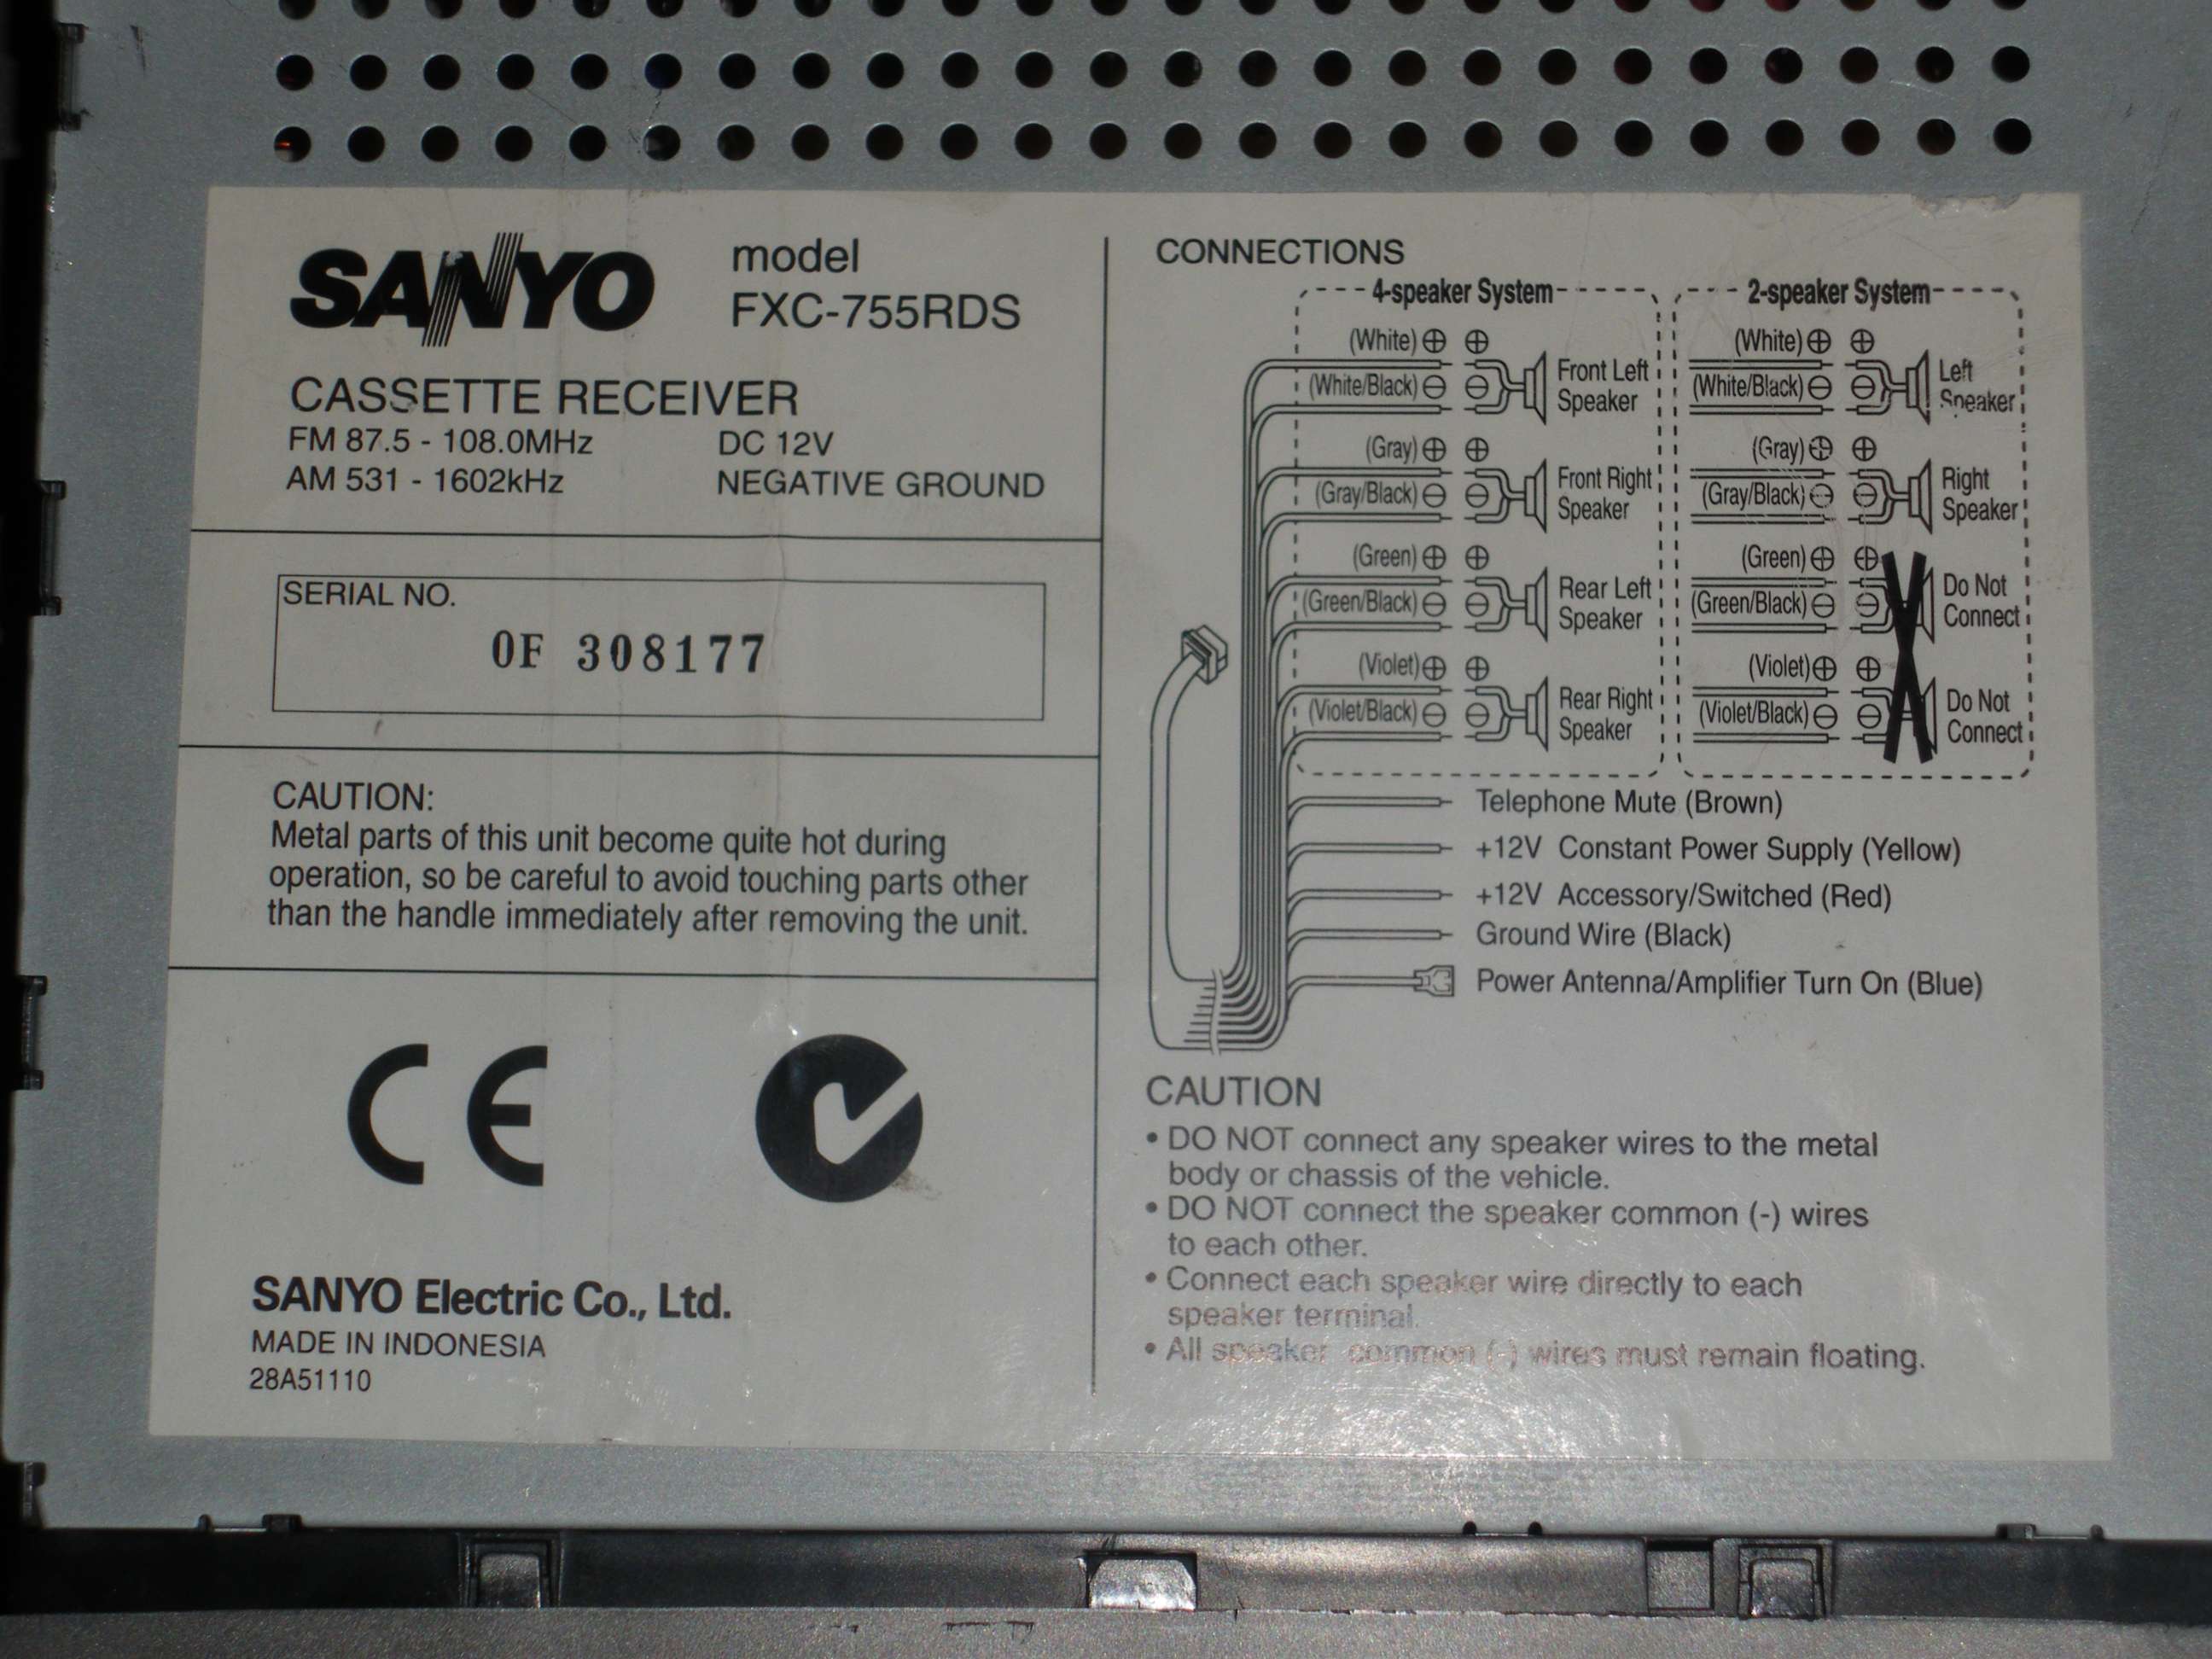 SANYO
model
FXC-755RDS
CASSETTE RECEIVER
FM 87.5 - 108.0MHz DC 12V
AM 531 - 1602kHz NEGATIVE GROUND
SERIAL NO.
0F 308177
CAUTION:
Metal parts of this unit become quite hot during
operation, so be careful to avoid touching parts other
than the handle immediately after removing the unit.
CE
SANYO Electric Co., Ltd.
MADE IN INDONESIA
28A51110
CONNECTIONS
4-speaker System
(White) ⊕ ⊕
(White/Black) ⊖ ⊖
Front Left
Speaker
(Gray) ⊕ ⊕
(Gray/Black) ⊖ ⊖
Front Right
Speaker
(Green) ⊕ ⊕
(Green/Black) ⊖ ⊖
Rear Left
Speaker
(Violet) ⊕ ⊕
(Violet/Black) ⊖ ⊖
Rear Right
Speaker
2-speaker System
(White) ⊕ ⊕
(White/Black) ⊖ ⊖
Left
Speaker
(Gray) ⊕ ⊕
(Gray/Black) ⊖ ⊖
Right
Speaker
(Green) ⊕ ⊕
(Green/Black) ⊖ ⊖
Do Not
Connect
(Violet) ⊕ ⊕
(Violet/Black) ⊖ ⊖
Do Not
Connect
Telephone Mute (Brown)
+12V Constant Power Supply (Yellow)
+12V Accessory/Switched (Red)
Ground Wire (Black)
Power Antenna/Amplifier Turn On (Blue)
CAUTION
• DO NOT connect any speaker wires to the metal
body or chassis of the vehicle.
• DO NOT connect the speaker common (-) wires
to each other.
• Connect each speaker wire directly to each
speaker terminal.
• All speaker common (-) wires must remain floating.